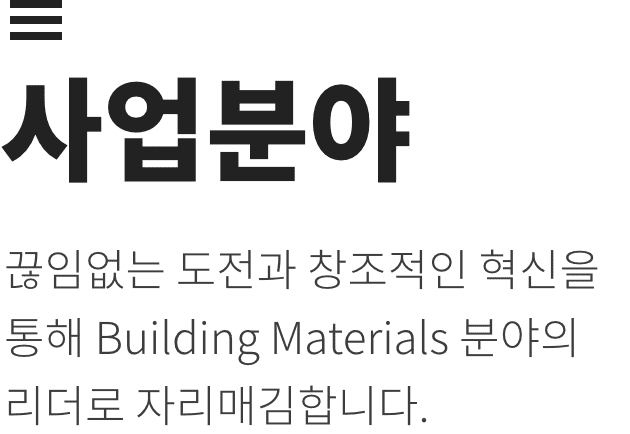 사업분야
끊임없는 도전과 창조적인 혁신을
통해 Building Materials 분야의
리더로 자리매김합니다.